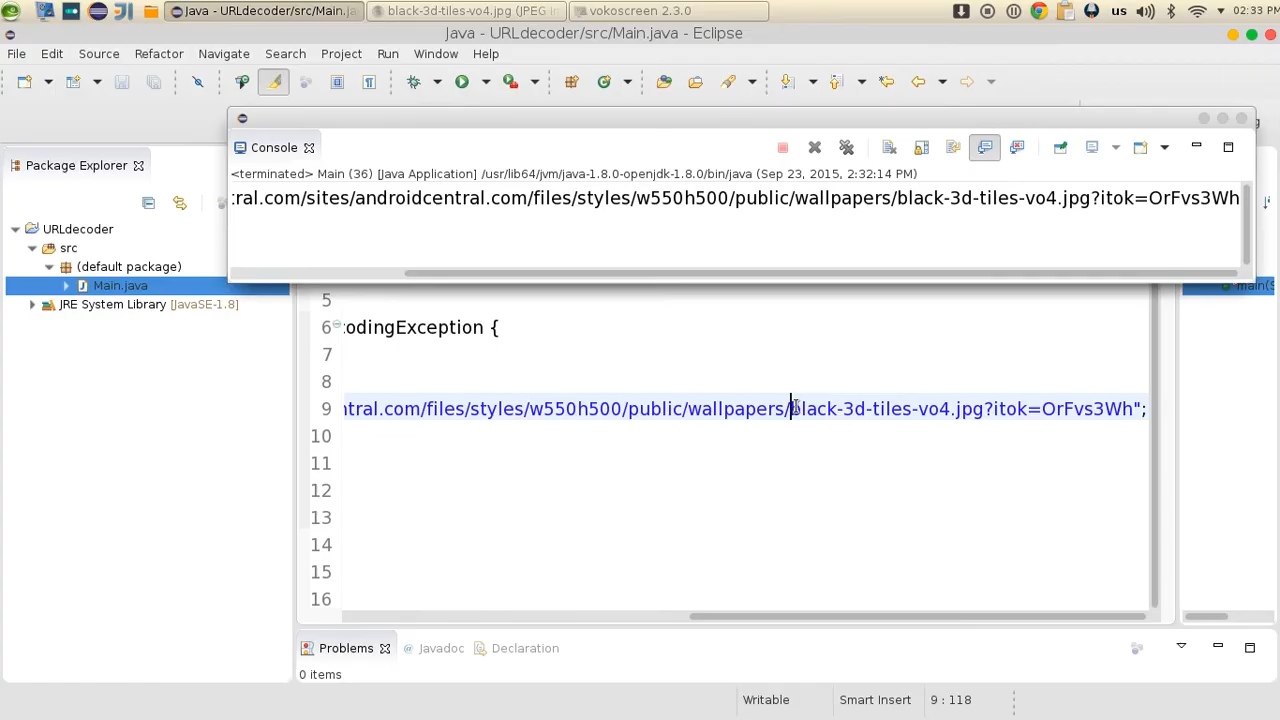 Java - URLdecoder/src/Main.ja
black-3d-tiles-vo4.jpg (JPEG I
vokoscreen 2.3.0
us
02:33 PM
Java - URLdecoder/src/Main.java - Eclipse
File Edit Source Refactor Navigate Search Project Run Window Help
Package Explorer
Console
<terminated> Main (36) [Java Application] /usr/lib64/jvm/java-1.8.0-openjdk-1.8.0/bin/java (Sep 23, 2015, 2:32:14 PM)
ral.com/sites/androidcentral.com/files/styles/w550h500/public/wallpapers/black-3d-tiles-vo4.jpg?itok=OrFvs3Wh
URLdecoder
src
(default package)
Main.java
JRE System Library [JavaSE-1.8]
main(S
5
6 codingException {
7
8
9 ntral.com/files/styles/w550h500/public/wallpapers/black-3d-tiles-vo4.jpg?itok=OrFvs3Wh";
10
11
12
13
14
15
16
Problems Javadoc Declaration
0 items
Writable Smart Insert 9 : 118